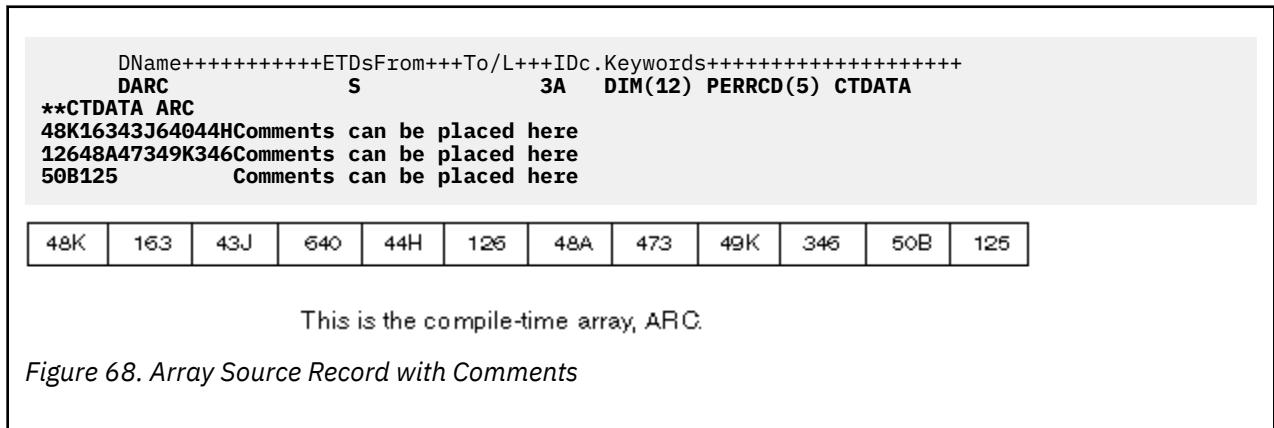 DName+++++++++++ETDsFrom+++To/L+++IDc.Keywords++++++++++++++++++++
DARC            S               3A   DIM(12) PERRCD(5) CTDATA
**CTDATA ARC
48K16343J64044HComments can be placed here
12648A47349K346Comments can be placed here
50B125         Comments can be placed here
48K 163 43J 640 44H 126 48A 473 49K 346 50B 125
This is the compile-time array, ARC.
Figure 68. Array Source Record with Comments